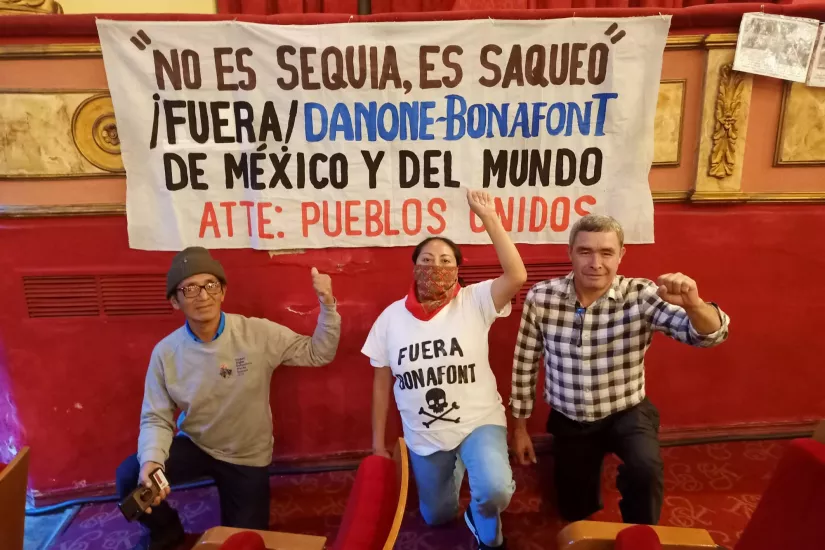 "NO ES SEQUIA, ES SAQUEO"
¡FUERA! DANONE-BONAFONT
DE MÉXICO Y DEL MUNDO
ATTE: PUEBLOS UNIDOS
FUERA
BONAFONT